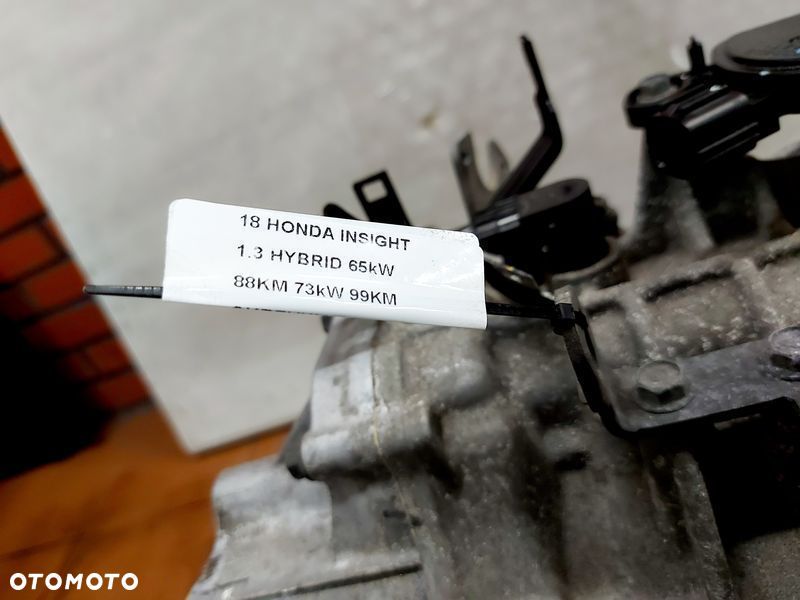 18 HONDA INSIGHT
1.3 HYBRID 65kW
88KM 73kW 99KM
OTOMOTO